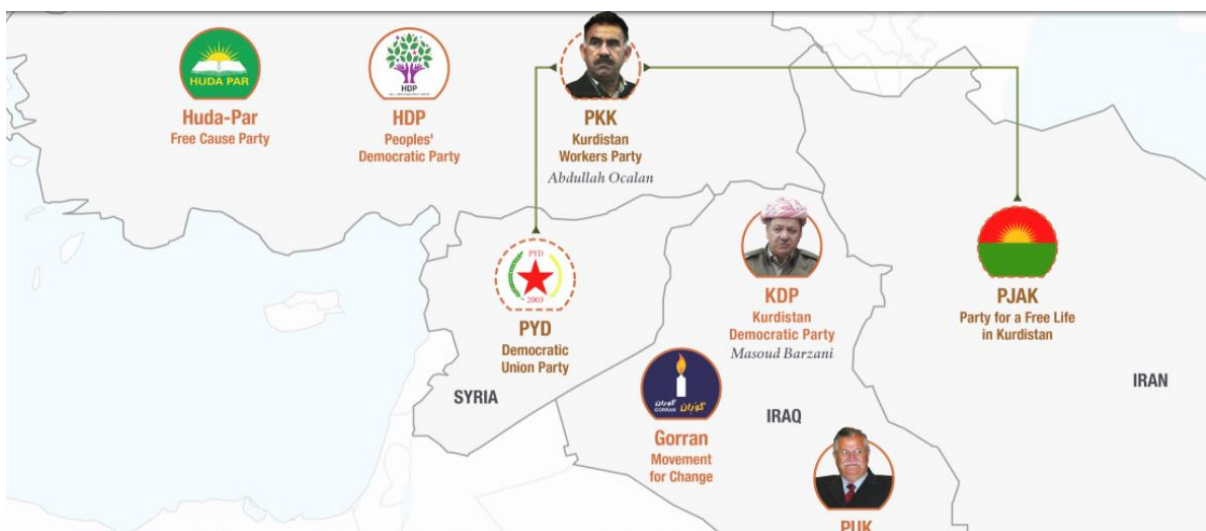 HUDA PAR
Huda-Par
Free Cause Party
HDP
HDP
Peoples'
Democratic Party
PKK
Kurdistan
Workers Party
Abdullah Ocalan
PYD
2003
PYD
Democratic
Union Party
SYRIA
KDP
Kurdistan
Democratic Party
Masoud Barzani
PJAK
Party for a Free Life
in Kurdistan
IRAN
گۆڕان
GORRAN
گۆڕان
Gorran
Movement
for Change
IRAQ
PUK